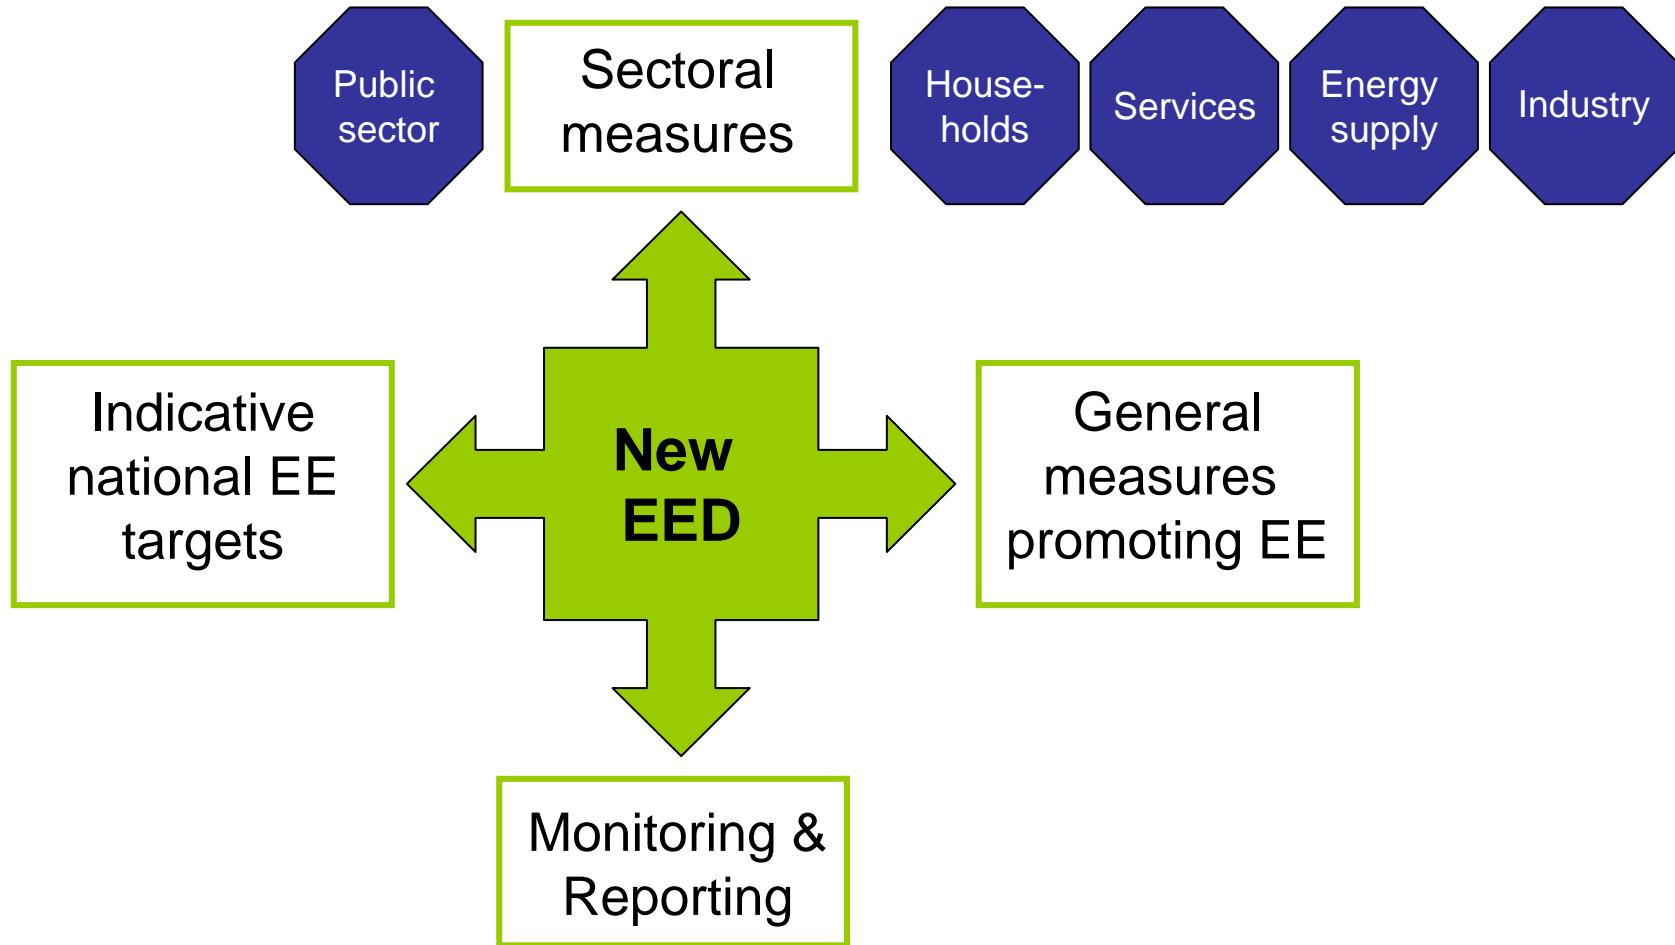 Public
sector
Sectoral
measures
House-
holds
Services
Energy
supply
Industry
Indicative
national EE
targets
New
EED
General
measures
promoting EE
Monitoring &
Reporting